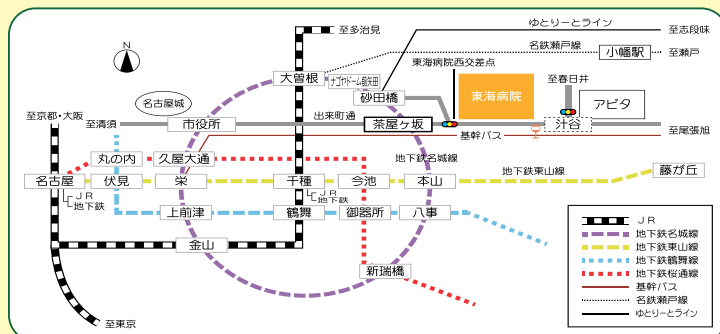 至多治見
ゆとりーとライン
至志段味
名鉄瀬戸線
小幡駅
至瀬戸
N
東海病院西交差点
大曽根
ナゴヤドーム前矢田
砂田橋
東海病院
至春日井
アピタ
名古屋城
至京都・大阪
至清須
市役所
出来町通
茶屋ヶ坂
汁谷
至尾張旭
基幹バス
丸の内
久屋大通
地下鉄名城線
地下鉄東山線
藤が丘
名古屋
伏見
栄
千種
今池
本山
JR
地下鉄
JR
地下鉄
上前津
鶴舞
御器所
八事
金山
新瑞橋
至東京
JR
地下鉄名城線
地下鉄東山線
地下鉄鶴舞線
地下鉄桜通線
基幹バス
名鉄瀬戸線
ゆとりーとライン